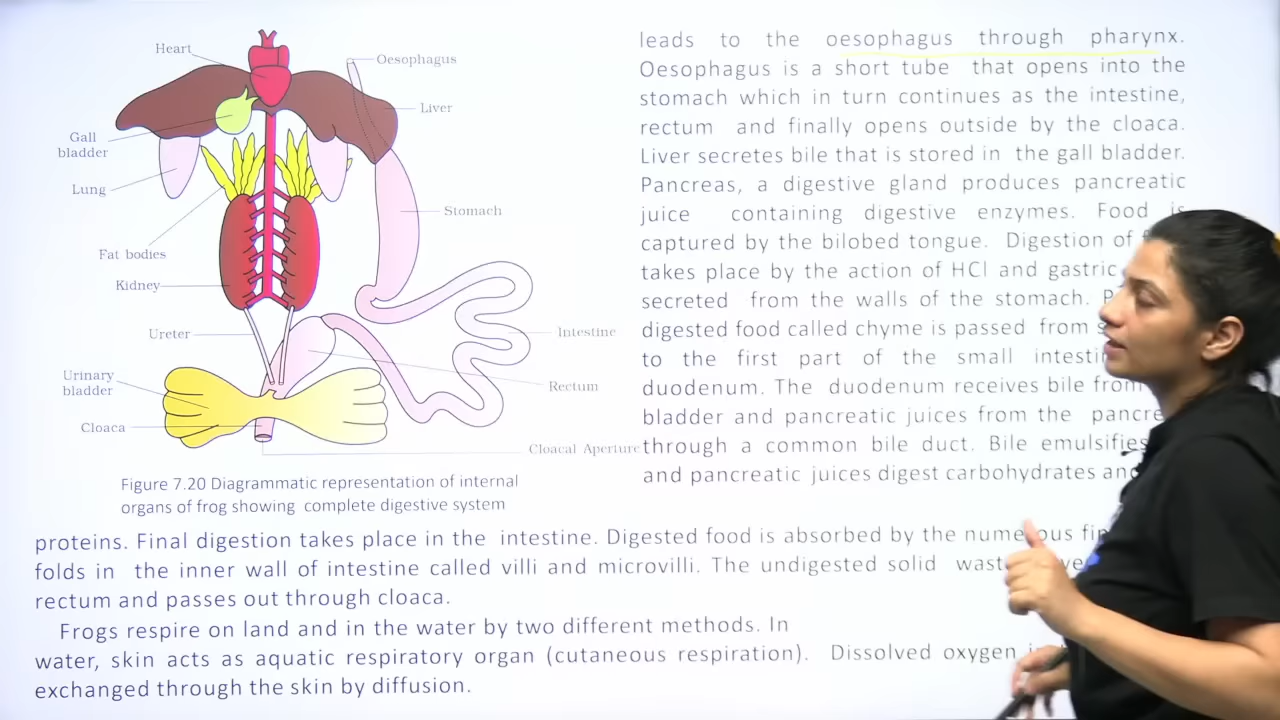 Heart
Oesophagus
Liver
Gall
bladder
Lung
Stomach
Fat bodies
Kidney
Ureter
Intestine
Urinary
bladder
Rectum
Cloaca
Cloacal Aperture
Figure 7.20 Diagrammatic representation of internal
organs of frog showing complete digestive system
leads to the oesophagus through pharynx.
Oesophagus is a short tube that opens into the
stomach which in turn continues as the intestine,
rectum and finally opens outside by the cloaca.
Liver secretes bile that is stored in the gall bladder.
Pancreas, a digestive gland produces pancreatic
juice containing digestive enzymes. Food is
captured by the bilobed tongue. Digestion of
takes place by the action of HCl and gastric
secreted from the walls of the stomach.
digested food called chyme is passed from
to the first part of the small
duodenum. The duodenum receives bile from
bladder and pancreatic juices from the
through a common bile duct. Bile emulsifies
and pancreatic juices digest carbohydrates and
proteins. Final digestion takes place in the intestine. Digested food is absorbed by the numerous
folds in the inner wall of intestine called villi and microvilli. The undigested solid
rectum and passes out through cloaca.
Frogs respire on land and in the water by two different methods. In
water, skin acts as aquatic respiratory organ (cutaneous respiration). Dissolved oxygen
exchanged through the skin by diffusion.